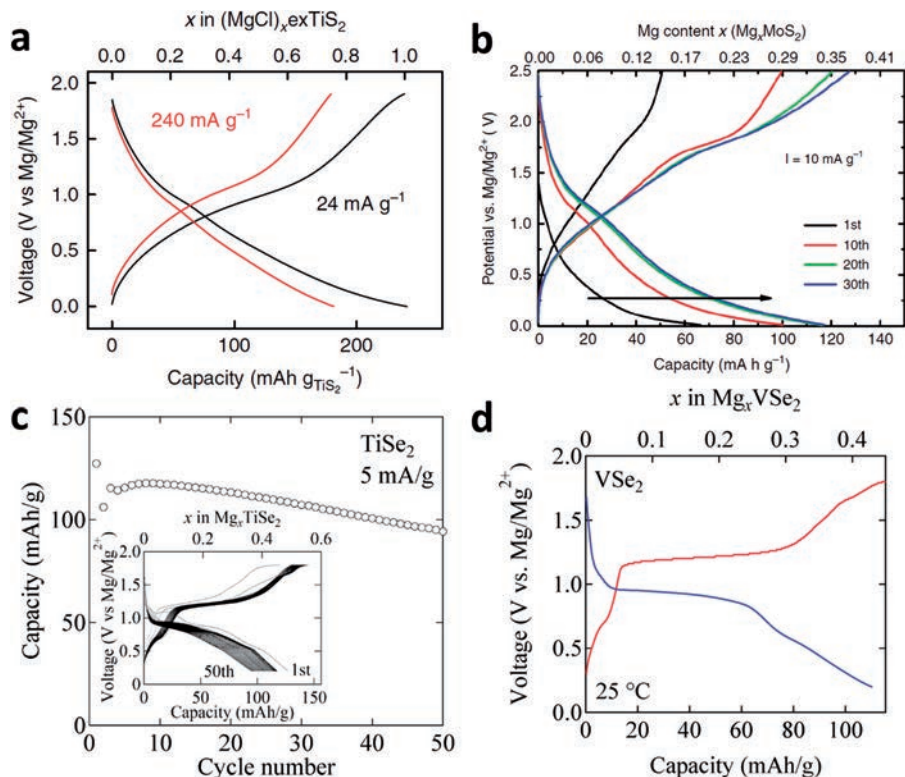 a
x in (MgCl)ₓexTiS₂
0.0 0.2 0.4 0.6 0.8 1.0
2.0
1.5
1.0
0.5
0.0
Voltage (V vs Mg/Mg²⁺)
240 mA g⁻¹
24 mA g⁻¹
0 100 200
Capacity (mAh g_TiS₂⁻¹)
b
Mg content x (MgₓMoS₂)
0.00 0.06 0.12 0.17 0.23 0.29 0.35 0.41
2.5
2.0
1.5
1.0
0.5
0.0
Potential vs. Mg/Mg²⁺ ( V)
I = 10 mA g⁻¹
1st
10th
20th
30th
0 20 40 60 80 100 120 140
Capacity (mA h g⁻¹)
c
150
100
50
0
Capacity (mAh/g)
TiSe₂
5 mA/g
x in MgₓTiSe₂
0 0.2 0.4 0.6
2.0
1.5
1.0
0.5
0
Voltage (V vs Mg/Mg²⁺)
50th
1st
0 50 100 150
Capacity (mAh/g)
0 10 20 30 40 50
Cycle number
d
x in MgₓVSe₂
0 0.1 0.2 0.3 0.4
2.0
1.5
1.0
0.5
0.0
Voltage (V vs. Mg/Mg²⁺)
VSe₂
25 °C
0 20 40 60 80 100
Capacity (mAh/g)